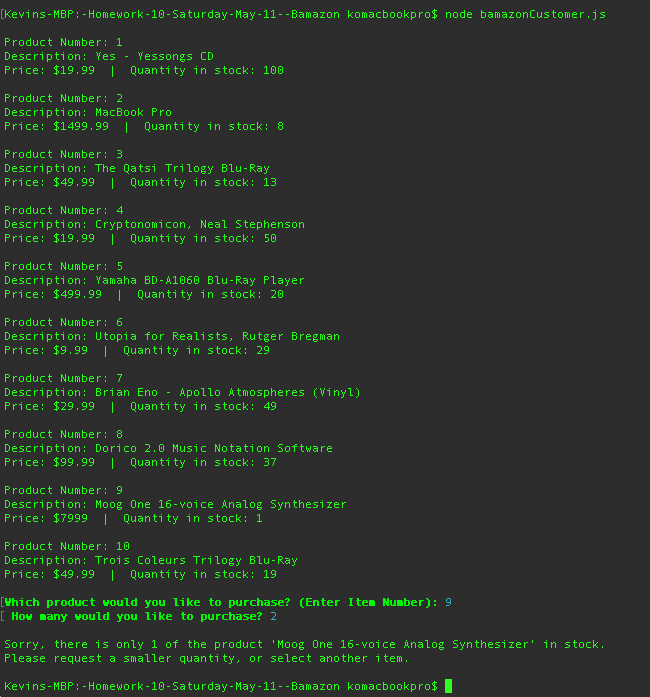 [Kevins-MBP:-Homework-10-Saturday-May-11--Bamazon komacbookpro$ node bamazonCustomer.js
Product Number: 1
Description: Yes - Yessongs CD
Price: $19.99  |  Quantity in stock: 100
Product Number: 2
Description: MacBook Pro
Price: $1499.99  |  Quantity in stock: 8
Product Number: 3
Description: The Qatsi Trilogy Blu-Ray
Price: $49.99  |  Quantity in stock: 13
Product Number: 4
Description: Cryptonomicon, Neal Stephenson
Price: $19.99  |  Quantity in stock: 50
Product Number: 5
Description: Yamaha BD-A1060 Blu-Ray Player
Price: $499.99  |  Quantity in stock: 20
Product Number: 6
Description: Utopia for Realists, Rutger Bregman
Price: $9.99  |  Quantity in stock: 29
Product Number: 7
Description: Brian Eno - Apollo Atmospheres (Vinyl)
Price: $29.99  |  Quantity in stock: 49
Product Number: 8
Description: Dorico 2.0 Music Notation Software
Price: $99.99  |  Quantity in stock: 37
Product Number: 9
Description: Moog One 16-voice Analog Synthesizer
Price: $7999  |  Quantity in stock: 1
Product Number: 10
Description: Trois Coleurs Trilogy Blu-Ray
Price: $49.99  |  Quantity in stock: 19
[Which product would you like to purchase? (Enter Item Number): 9
[ How many would you like to purchase? 2
Sorry, there is only 1 of the product 'Moog One 16-voice Analog Synthesizer' in stock.
Please request a smaller quantity, or select another item.
Kevins-MBP:-Homework-10-Saturday-May-11--Bamazon komacbookpro$